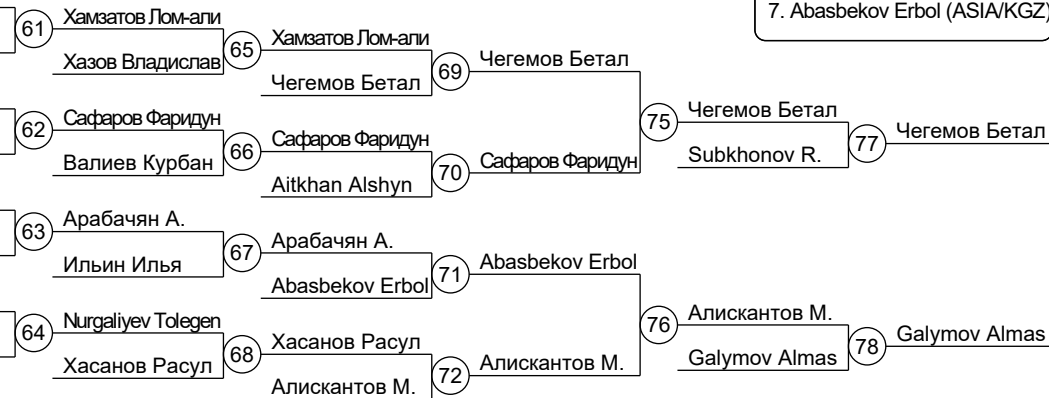 7. Abasbekov Erbol (ASIA/KGZ)
61 Хамзатов Лом-али
Хазов Владислав
65 Хамзатов Лом-али
Чегемов Бетал
69 Чегемов Бетал
62 Сафаров Фаридун
Валиев Курбан
66 Сафаров Фаридун
Aitkhan Alshyn
70 Сафаров Фаридун
75 Чегемов Бетал
Subkhonov R.
77 Чегемов Бетал
63 Арабачян А.
Ильин Илья
67 Арабачян А.
Abasbekov Erbol
71 Abasbekov Erbol
64 Nurgaliyev Tolegen
Хасанов Расул
68 Хасанов Расул
Алискантов М.
72 Алискантов М.
76 Алискантов М.
Galymov Almas
78 Galymov Almas